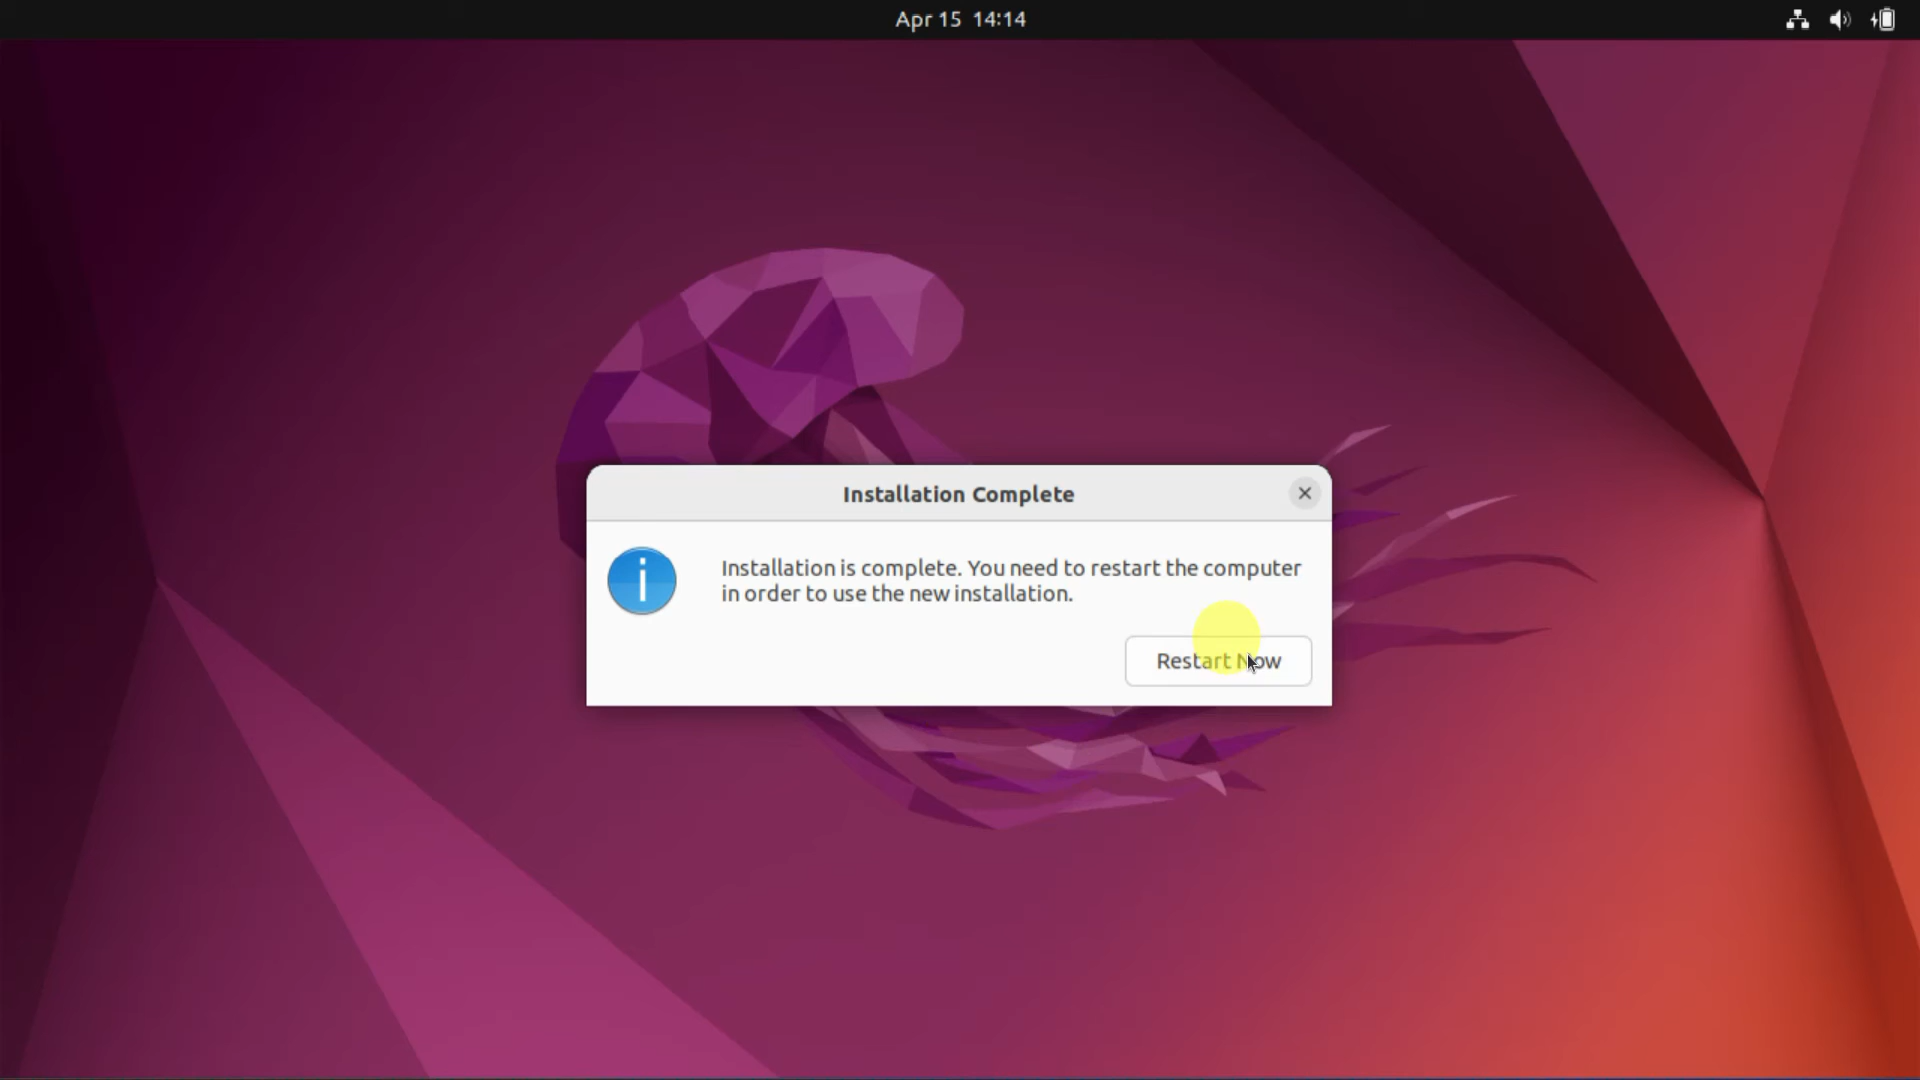 Apr 15 14:14
Installation Complete
Installation is complete. You need to restart the computer
in order to use the new installation.
Restart Now